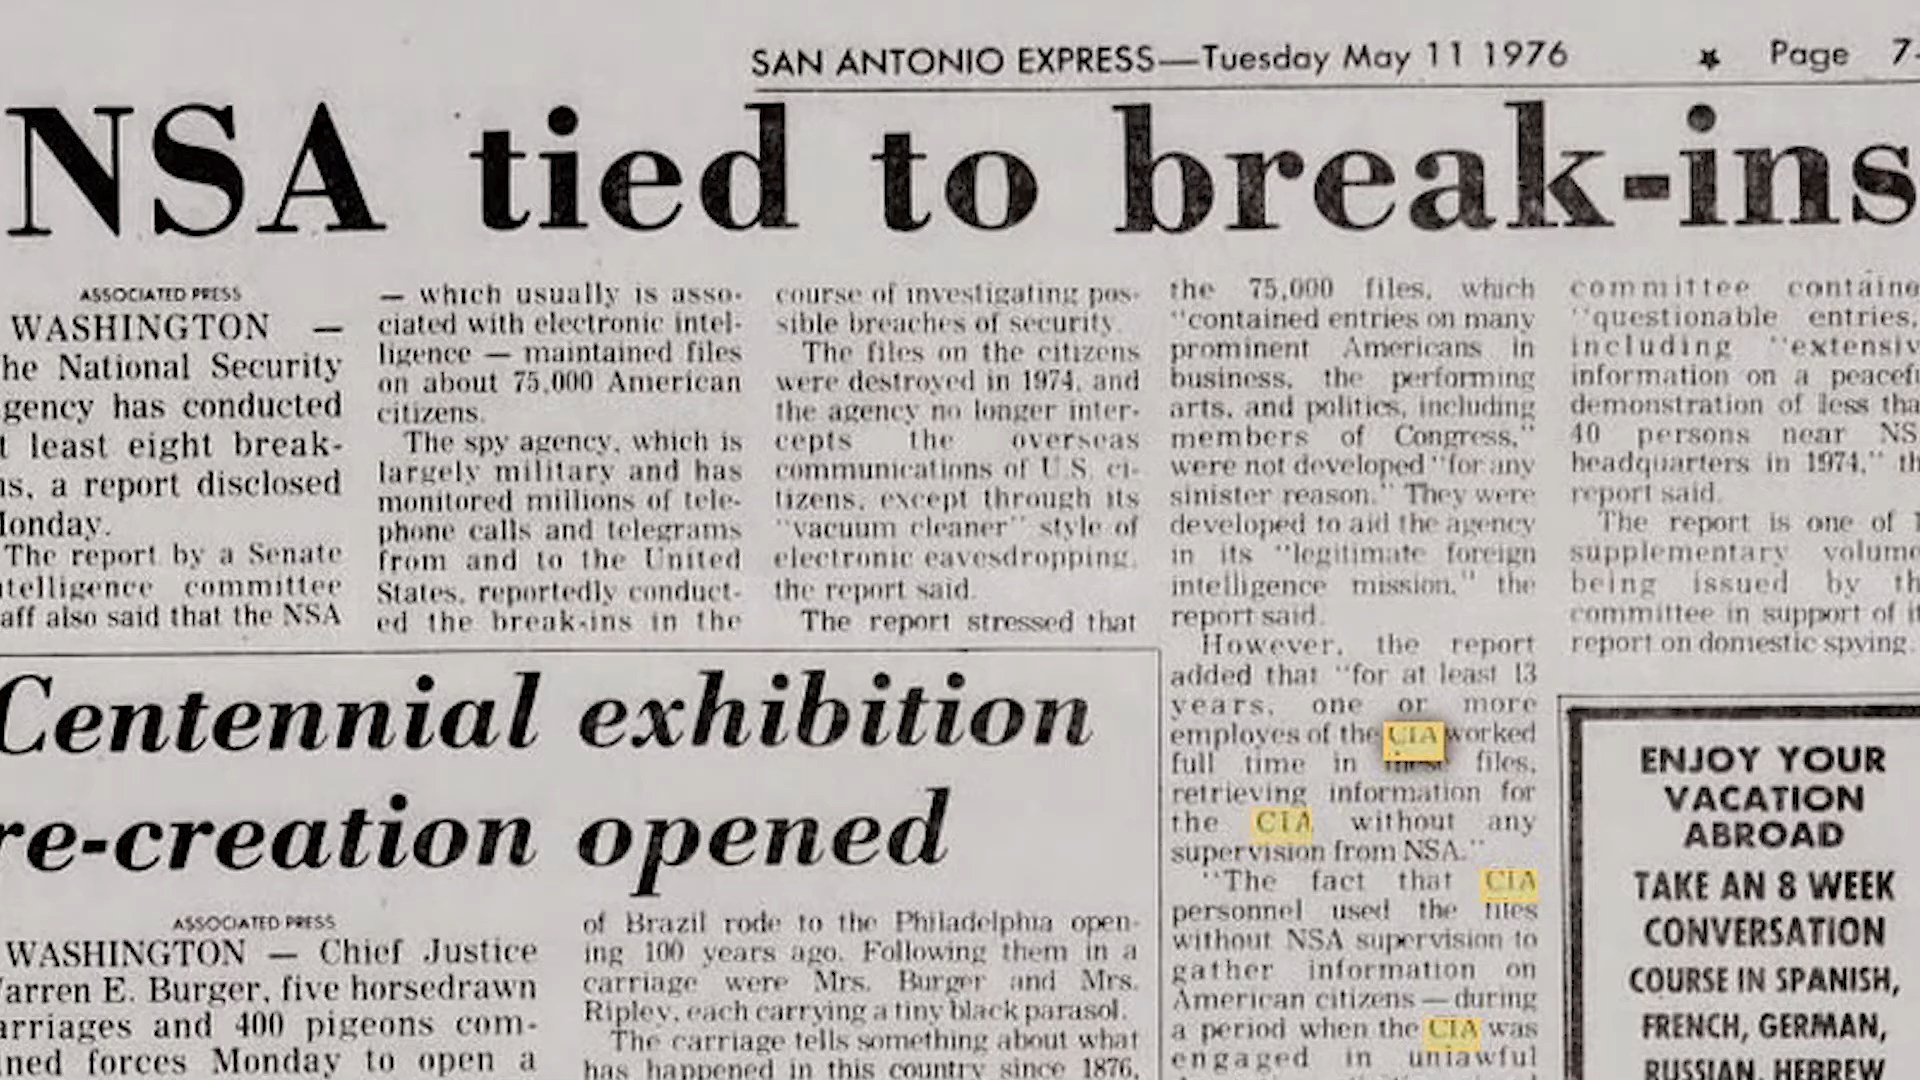 SAN ANTONIO EXPRESS—Tuesday May 11 1976 ★ Page 7-
NSA tied to break-ins
ASSOCIATED PRESS
WASHINGTON —
he National Security
gency has conducted
t least eight break-
ns, a report disclosed
Monday.
The report by a Senate
ntelligence committee
aff also said that the NSA
— which usually is asso-
ciated with electronic intel-
ligence — maintained files
on about 75,000 American
citizens.
The spy agency, which is
largely military and has
monitored millions of tele-
phone calls and telegrams
from and to the United
States, reportedly conduct-
ed the break-ins in the
course of investigating pos-
sible breaches of security.
The files on the citizens
were destroyed in 1974, and
the agency no longer inter-
cepts the overseas
communications of U.S. ci-
tizens, except through its
"vacuum cleaner" style of
electronic eavesdropping,
the report said.
The report stressed that
the 75,000 files, which
"contained entries on many
prominent Americans in
business, the performing
arts, and politics, including
members of Congress,"
were not developed "for any
sinister reason." They were
developed to aid the agency
in its "legitimate foreign
intelligence mission," the
report said.
However, the report
added that "for at least 13
years, one or more
employes of the CIA worked
full time in these files,
retrieving information for
the CIA without any
supervision from NSA."
"The fact that CIA
personnel used the files
without NSA supervision to
gather information on
American citizens — during
a period when the CIA was
engaged in unlawful
committee containe
"questionable entries,
including "extensiv
information on a peacefu
demonstration of less tha
40 persons near NS
headquarters in 1974," th
report said.
The report is one of 1
supplementary volume
being issued by th
committee in support of it
report on domestic spying.
Centennial exhibition
re-creation opened
ASSOCIATED PRESS
WASHINGTON — Chief Justice
Warren E. Burger, five horsedrawn
arriages and 400 pigeons com-
ned forces Monday to open a
of Brazil rode to the Philadelphia open-
ing 100 years ago. Following them in a
carriage were Mrs. Burger and Mrs.
Ripley, each carrying a tiny black parasol.
The carriage tells something about what
has happened in this country since 1876,
ENJOY YOUR
VACATION
ABROAD
TAKE AN 8 WEEK
CONVERSATION
COURSE IN SPANISH,
FRENCH, GERMAN,
RUSSIAN, HEBREW